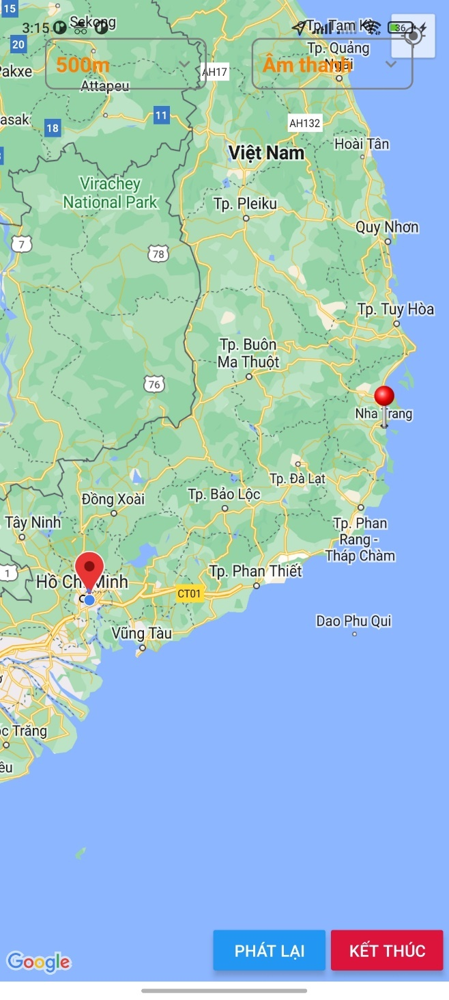 15
Sekong
3:15
Tp. Tam Kỳ
36
20
Tp. Quảng
Ngãi
500m
Âm thanh
Pakxe
AH17
Attapeu
asak
11
18
AH132
Hoài Tân
Việt Nam
Virachey
National Park
Tp. Pleiku
Quy Nhơn
7
78
Tp. Tuy Hòa
Tp. Buôn
Ma Thuột
76
Nha Trang
Tp. Đà Lạt
Đồng Xoài
Tp. Bảo Lộc
Tây Ninh
Tp. Phan
Rang -
Tháp Chàm
1
Hồ Chí Minh
Tp. Phan Thiết
CT01
Dao Phu Qui
Vũng Tàu
óc Trăng
êu
PHÁT LẠI
KẾT THÚC
Google